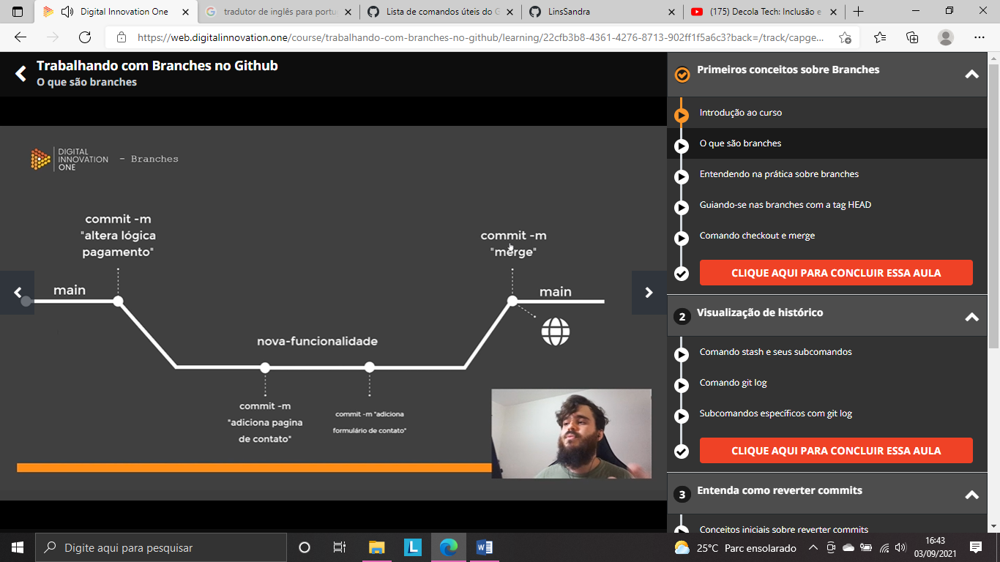 Digital Innovation One
tradutor de inglês para portu
Lista de comandos úteis do G
LinsSandra
(175) Decola Tech: Inclusão e
https://web.digitalinnovation.one/course/trabalhando-com-branches-no-github/learning/22cfb3b8-4361-4276-8713-902ff1f5a6c3?back=/track/capge...
Trabalhando com Branches no Github
O que são branches
DIGITAL
INNOVATION
ONE
- Branches
commit -m
"altera lógica
pagamento"
commit -m
"merge"
main
main
nova-funcionalidade
commit -m
"adiciona pagina
de contato"
commit -m "adiciona
formulário de contato"
Primeiros conceitos sobre Branches
Introdução ao curso
O que são branches
Entendendo na prática sobre branches
Guiando-se nas branches com a tag HEAD
Comando checkout e merge
CLIQUE AQUI PARA CONCLUIR ESSA AULA
2
Visualização de histórico
Comando stash e seus subcomandos
Comando git log
Subcomandos específicos com git log
CLIQUE AQUI PARA CONCLUIR ESSA AULA
3
Entenda como reverter commits
Conceitos iniciais sobre reverter commits
Digite aqui para pesquisar
L
25°C Parc ensolarado
16:43
03/09/2021